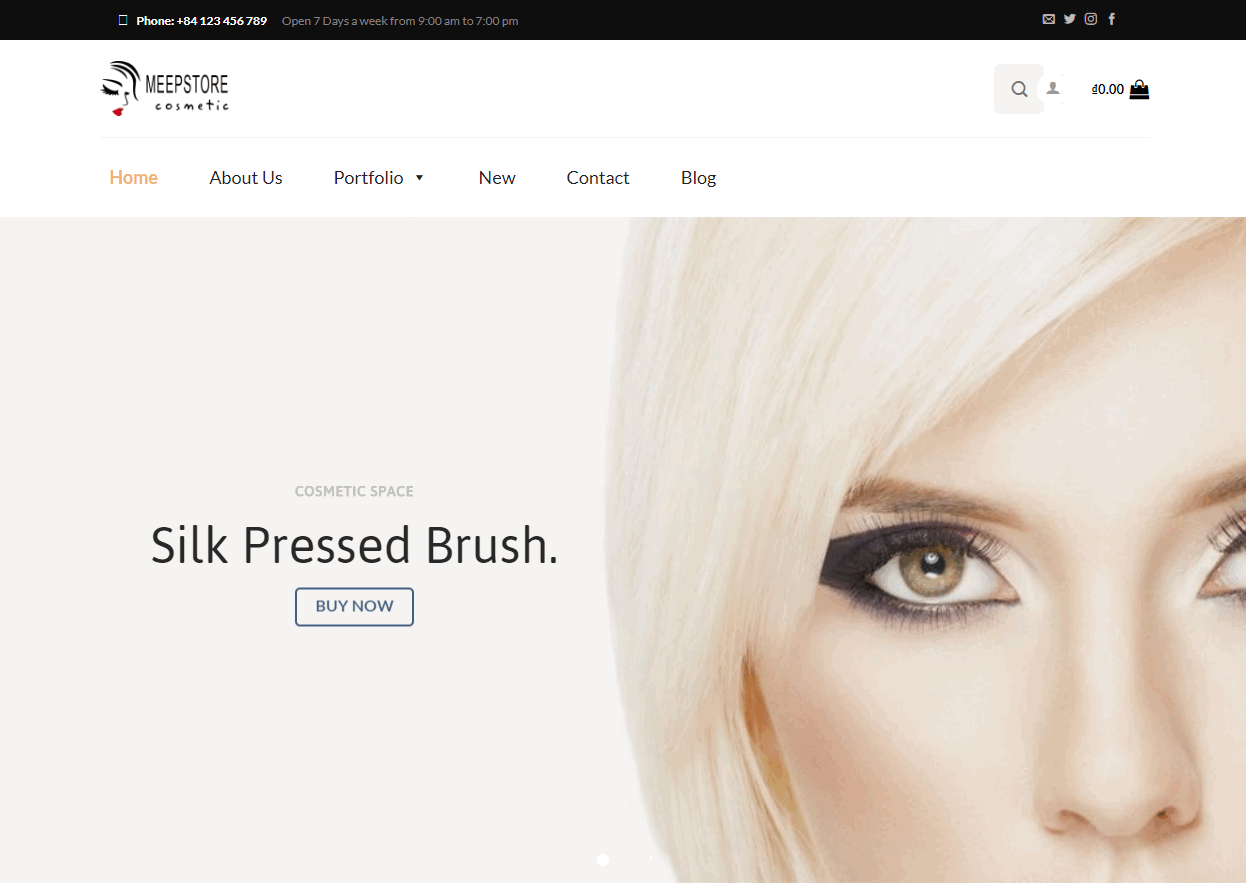 Phone: +84 123 456 789 Open 7 Days a week from 9:00 am to 7:00 pm
MEEPSTORE
cosmetic
₫0.00
Home About Us Portfolio New Contact Blog
COSMETIC SPACE
Silk Pressed Brush.
BUY NOW